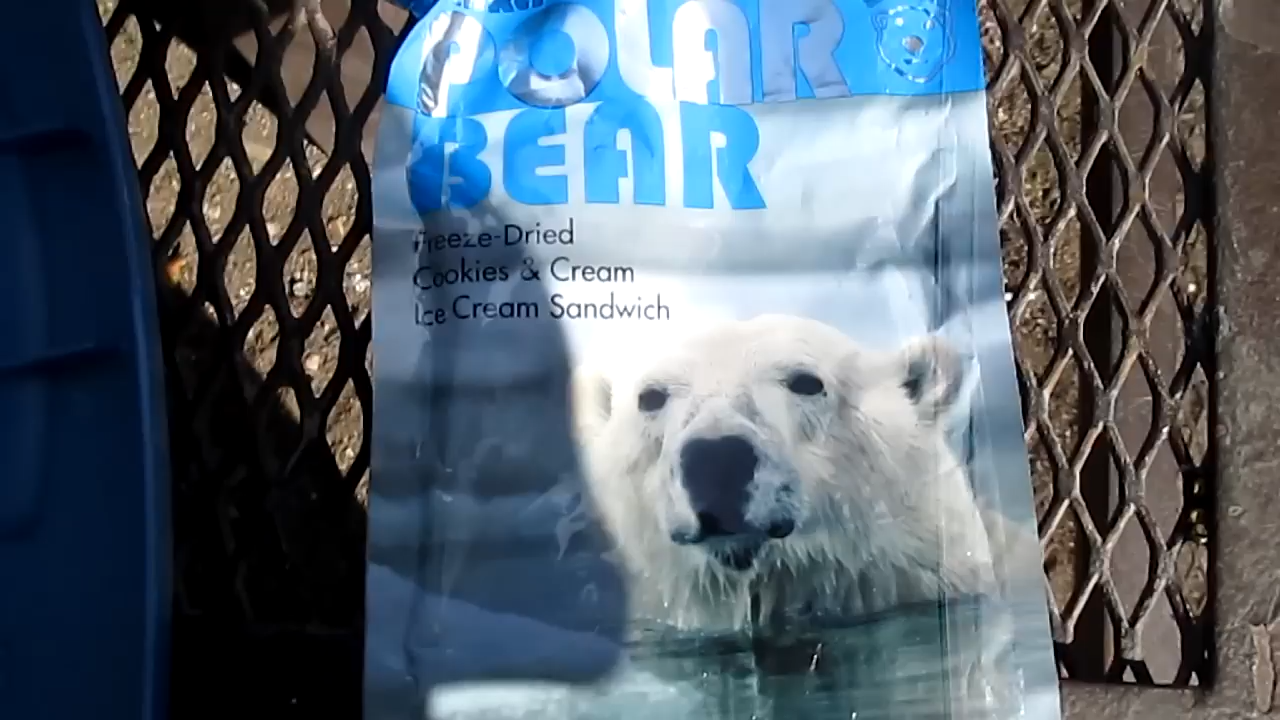 POLAR
BEAR
Freeze-Dried
Cookies & Cream
Ice Cream Sandwich